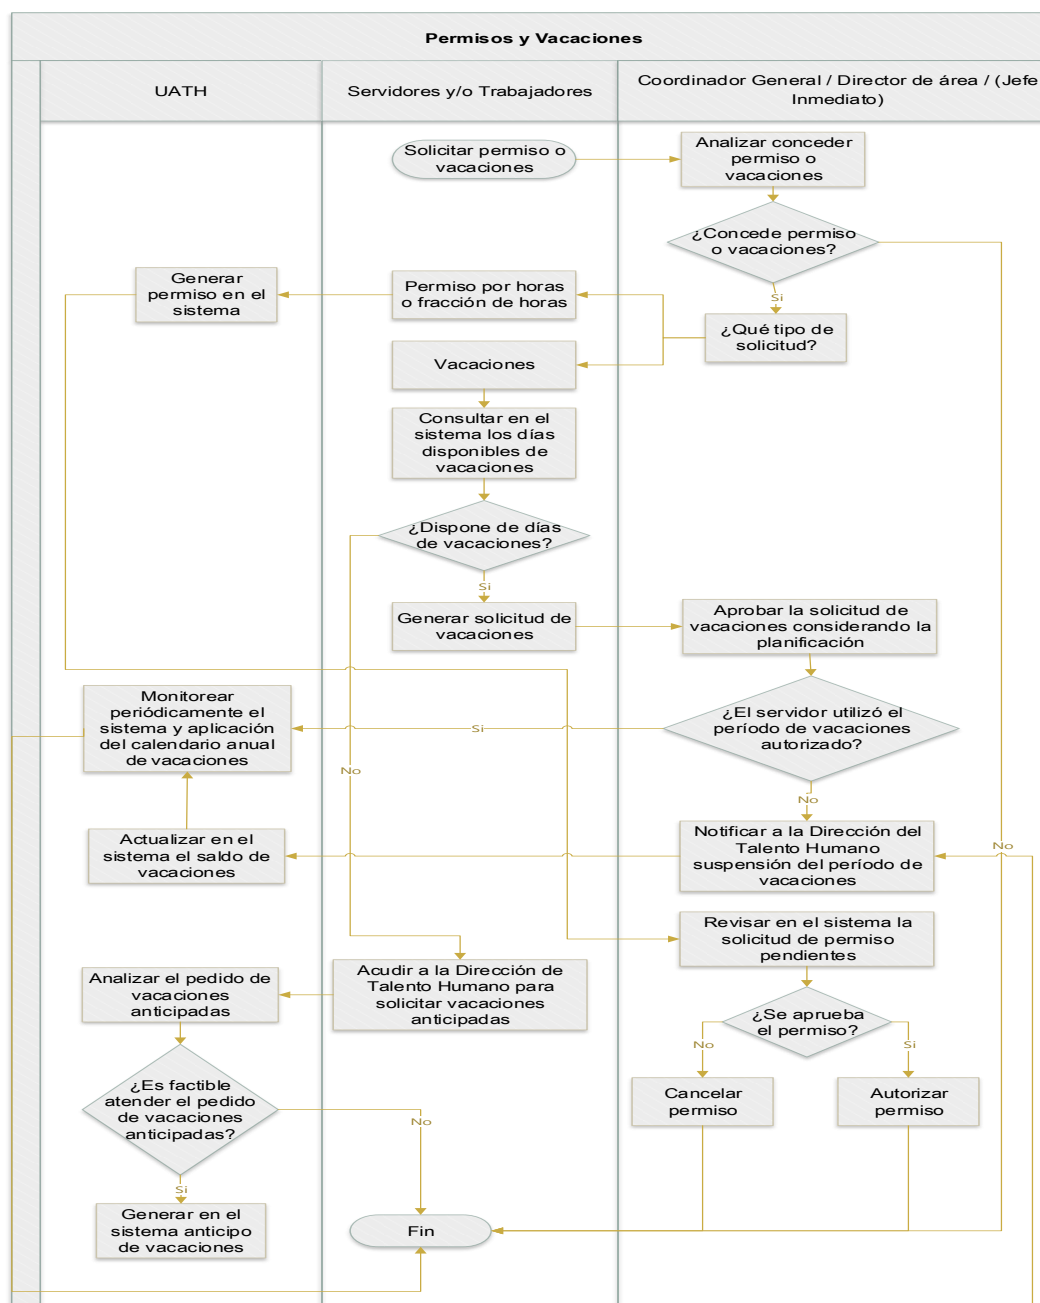 Permisos y Vacaciones
UATH
Servidores y/o Trabajadores
Coordinador General / Director de área / (Jefe
Inmediato)
Solicitar permiso o
vacaciones
Analizar conceder
permiso o
vacaciones
¿Concede permiso
o vacaciones?
Si
Generar
permiso en el
sistema
Permiso por horas
o fracción de horas
¿Qué tipo de
solicitud?
Vacaciones
Consultar en el
sistema los días
disponibles de
vacaciones
¿Dispone de días
de vacaciones?
Si
Generar solicitud de
vacaciones
Aprobar la solicitud de
vacaciones considerando la
planificación
Monitorear
periódicamente el
sistema y aplicación
del calendario anual
de vacaciones
Si
¿El servidor utilizó el
período de vacaciones
autorizado?
No
No
Actualizar en el
sistema el saldo de
vacaciones
Notificar a la Dirección del
Talento Humano
suspensión del período de
vacaciones
No
Revisar en el sistema la
solicitud de permiso
pendientes
Analizar el pedido de
vacaciones
anticipadas
Acudir a la Dirección de
Talento Humano para
solicitar vacaciones
anticipadas
¿Se aprueba
el permiso?
No
Si
¿Es factible
atender el pedido
de vacaciones
anticipadas?
No
Cancelar
permiso
Autorizar
permiso
Si
Generar en el
sistema anticipo
de vacaciones
Fin